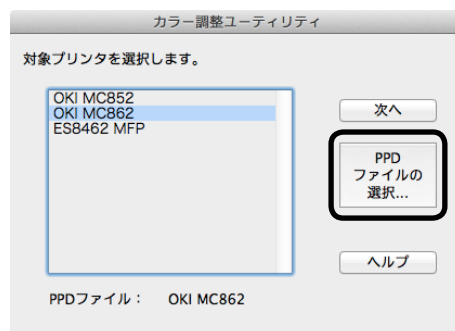 カラー調整ユーティリティ
対象プリンタを選択します。
OKI MC852
OKI MC862
ES8462 MFP
次へ
PPD
ファイルの
選択...
ヘルプ
PPDファイル： OKI MC862